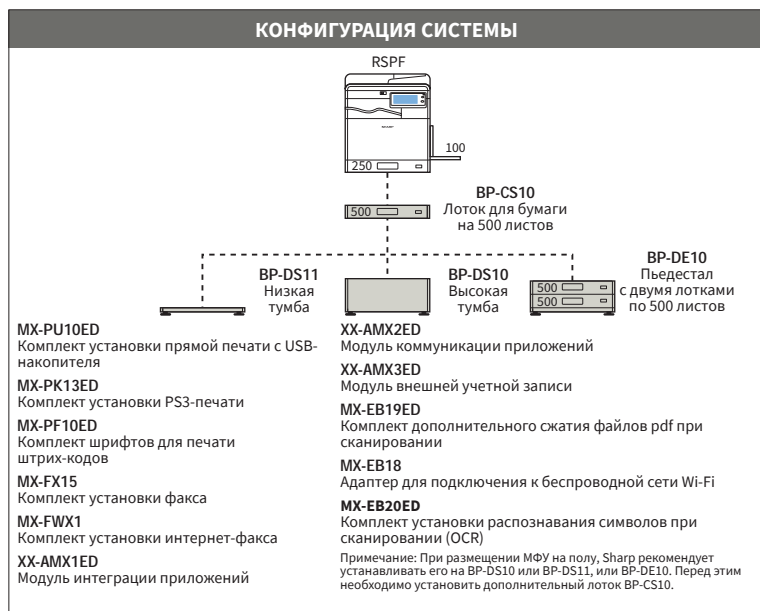 КОНФИГУРАЦИЯ СИСТЕМЫ
RSPF
SHARP
100
250
BP-CS10
500
Лоток для бумаги
на 500 листов
BP-DS11
Низкая
тумба
BP-DS10
Высокая
тумба
500
500
BP-DE10
Пьедестал
с двумя лотками
по 500 листов
MX-PU10ED
Комплект установки прямой печати с USB-
накопителя
MX-PK13ED
Комплект установки PS3-печати
MX-PF10ED
Комплект шрифтов для печати
штрих-кодов
MX-FX15
Комплект установки факса
MX-FWX1
Комплект установки интернет-факса
XX-AMX1ED
Модуль интеграции приложений
XX-AMX2ED
Модуль коммуникации приложений
XX-AMX3ED
Модуль внешней учетной записи
MX-EB19ED
Комплект дополнительного сжатия файлов pdf при
сканировании
MX-EB18
Адаптер для подключения к беспроводной сети Wi-Fi
MX-EB20ED
Комплект установки распознавания символов при
сканировании (OCR)
Примечание: При размещении МФУ на полу, Sharp рекомендует
устанавливать его на BP-DS10 или BP-DS11, или BP-DE10. Перед этим
необходимо установить дополнительный лоток BP-CS10.